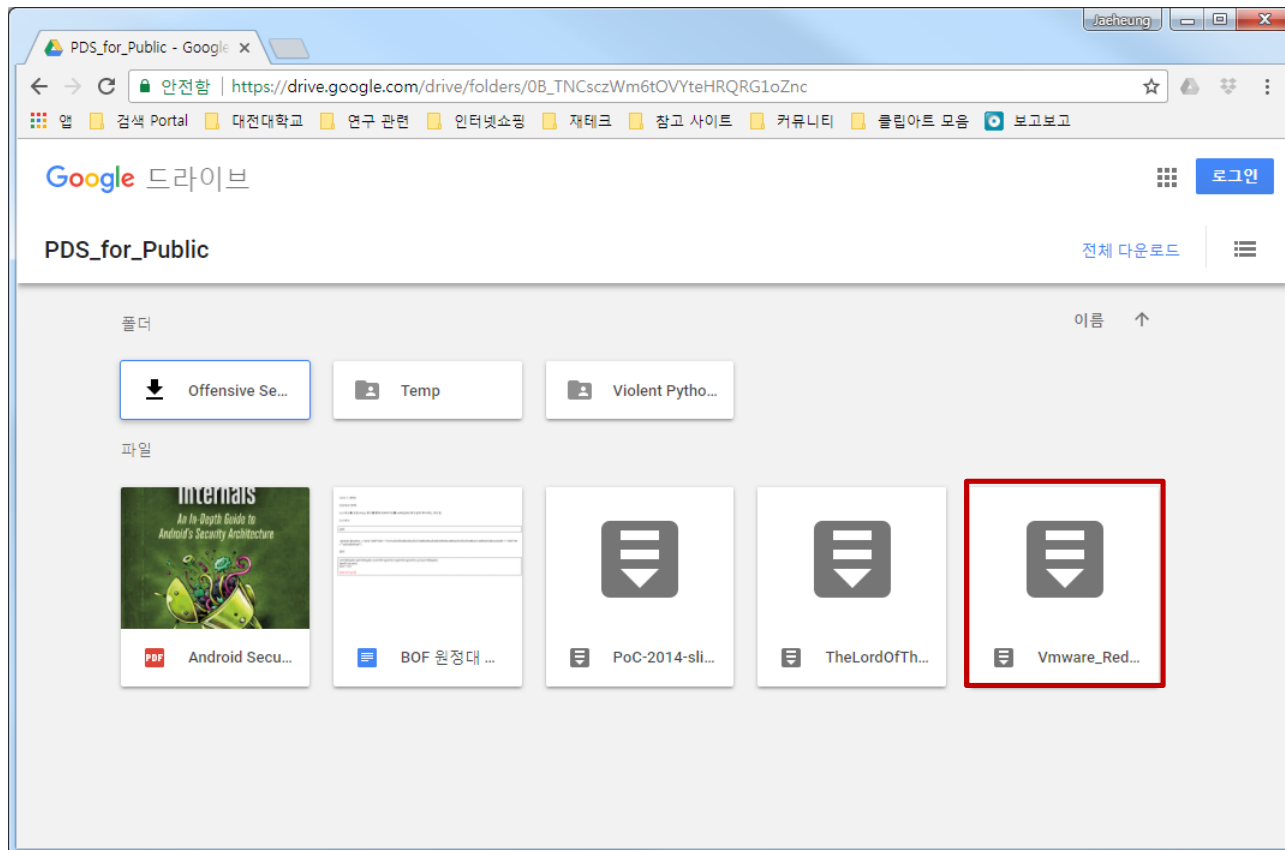 Jaeheung
PDS_for_Public - Google
안전함 | https://drive.google.com/drive/folders/0B_TNCsczWm6tOVYteHRQRG1oZnc
앱 검색 Portal 대전대학교 연구 관련 인터넷쇼핑 재테크 참고 사이트 커뮤니티 클립아트 모음 보고보고
Google 드라이브 로그인
PDS_for_Public 전체 다운로드
폴더 이름
Offensive Se... Temp Violent Pytho...
파일
Internals
An In-Depth Guide to
Android's Security Architecture
PDF Android Secu... BOF 원정대 ... PoC-2014-sli... TheLordOfTh... Vmware_Red...